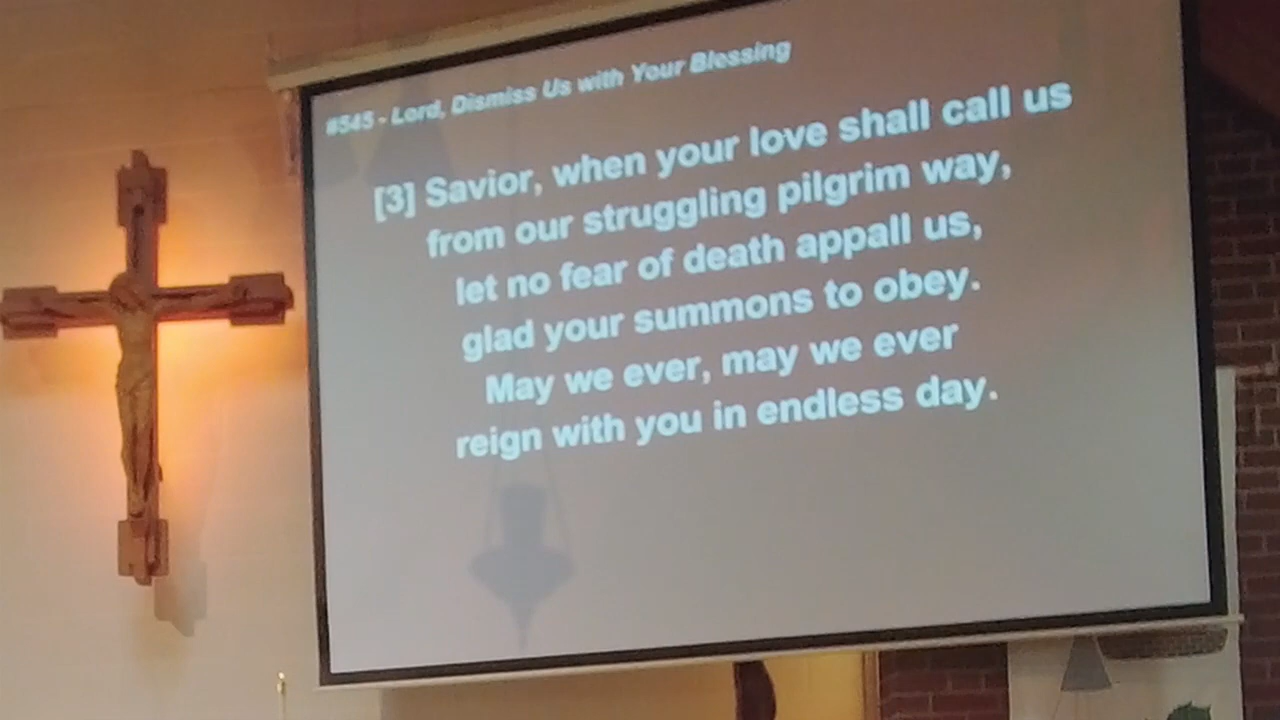 #545 - Lord, Dismiss Us with Your Blessing
[3] Savior, when your love shall call us
from our struggling pilgrim way,
let no fear of death appall us,
glad your summons to obey.
May we ever, may we ever
reign with you in endless day.